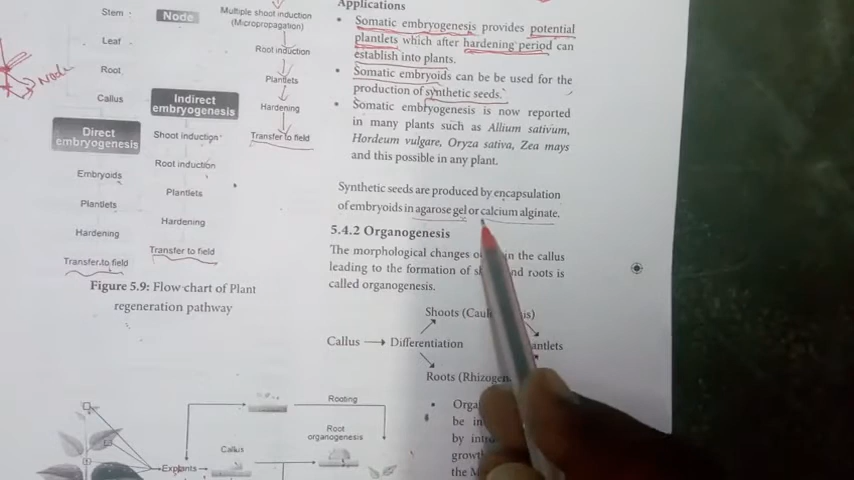 Stem
Leaf
Root
Callus
Direct
embryogenesis
Embryoids
Plantlets
Hardening
Transfer to field
Node
Indirect
embryogenesis
Shoot induction
Root induction
Plantlets
Hardening
Transfer to field
Multiple shoot induction
(Micropropagation)
Root induction
Plantlets
Hardening
Transfer to field
Node
Figure 5.9: Flow chart of Plant
regeneration pathway
Explants
Callus
Rooting
Root
organogenesis
Applications
• Somatic embryogenesis provides potential
plantlets which after hardening period can
establish into plants.
• Somatic embryoids can be be used for the
production of synthetic seeds.
• Somatic embryogenesis is now reported
in many plants such as Allium sativum,
Hordeum vulgare, Oryza sativa, Zea mays
and this possible in any plant.
Synthetic seeds are produced by encapsulation
of embryoids in agarose gel or calcium alginate.
5.4.2 Organogenesis
The morphological changes in the callus
leading to the formation of and roots is
called organogenesis.
Shoots
Callus → Differentiation
Roots
•
be
by
the